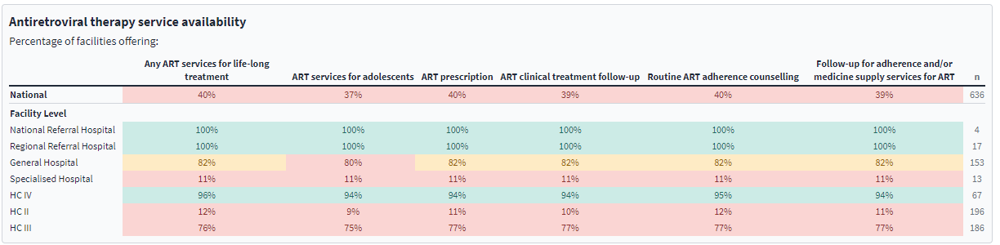 Antiretroviral therapy service availability
Percentage of facilities offering:
Any ART services for life-long treatment ART services for adolescents ART prescription ART clinical treatment follow-up Routine ART adherence counselling Follow-up for adherence and/or medicine supply services for ART n
National 40% 37% 40% 39% 40% 39% 636
Facility Level
National Referral Hospital 100% 100% 100% 100% 100% 100% 4
Regional Referral Hospital 100% 100% 100% 100% 100% 100% 17
General Hospital 82% 80% 82% 82% 82% 82% 153
Specialised Hospital 11% 11% 11% 11% 11% 11% 13
HC IV 96% 94% 94% 94% 95% 94% 67
HC II 12% 9% 11% 10% 12% 11% 196
HC III 76% 75% 77% 77% 77% 77% 186